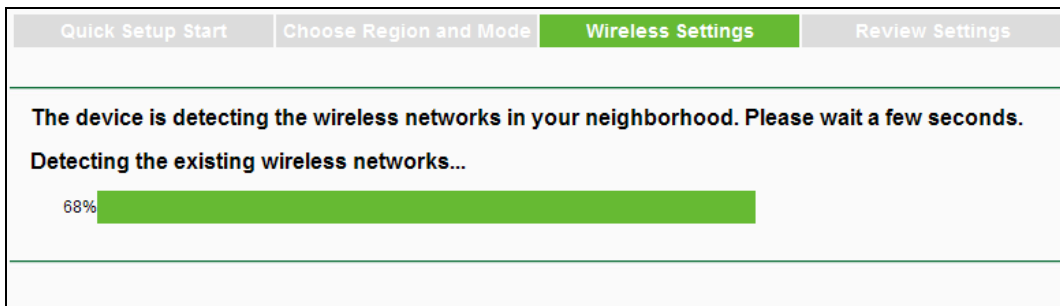 Quick Setup Start Choose Region and Mode Wireless Settings Review Settings
The device is detecting the wireless networks in your neighborhood. Please wait a few seconds.
Detecting the existing wireless networks...
68%